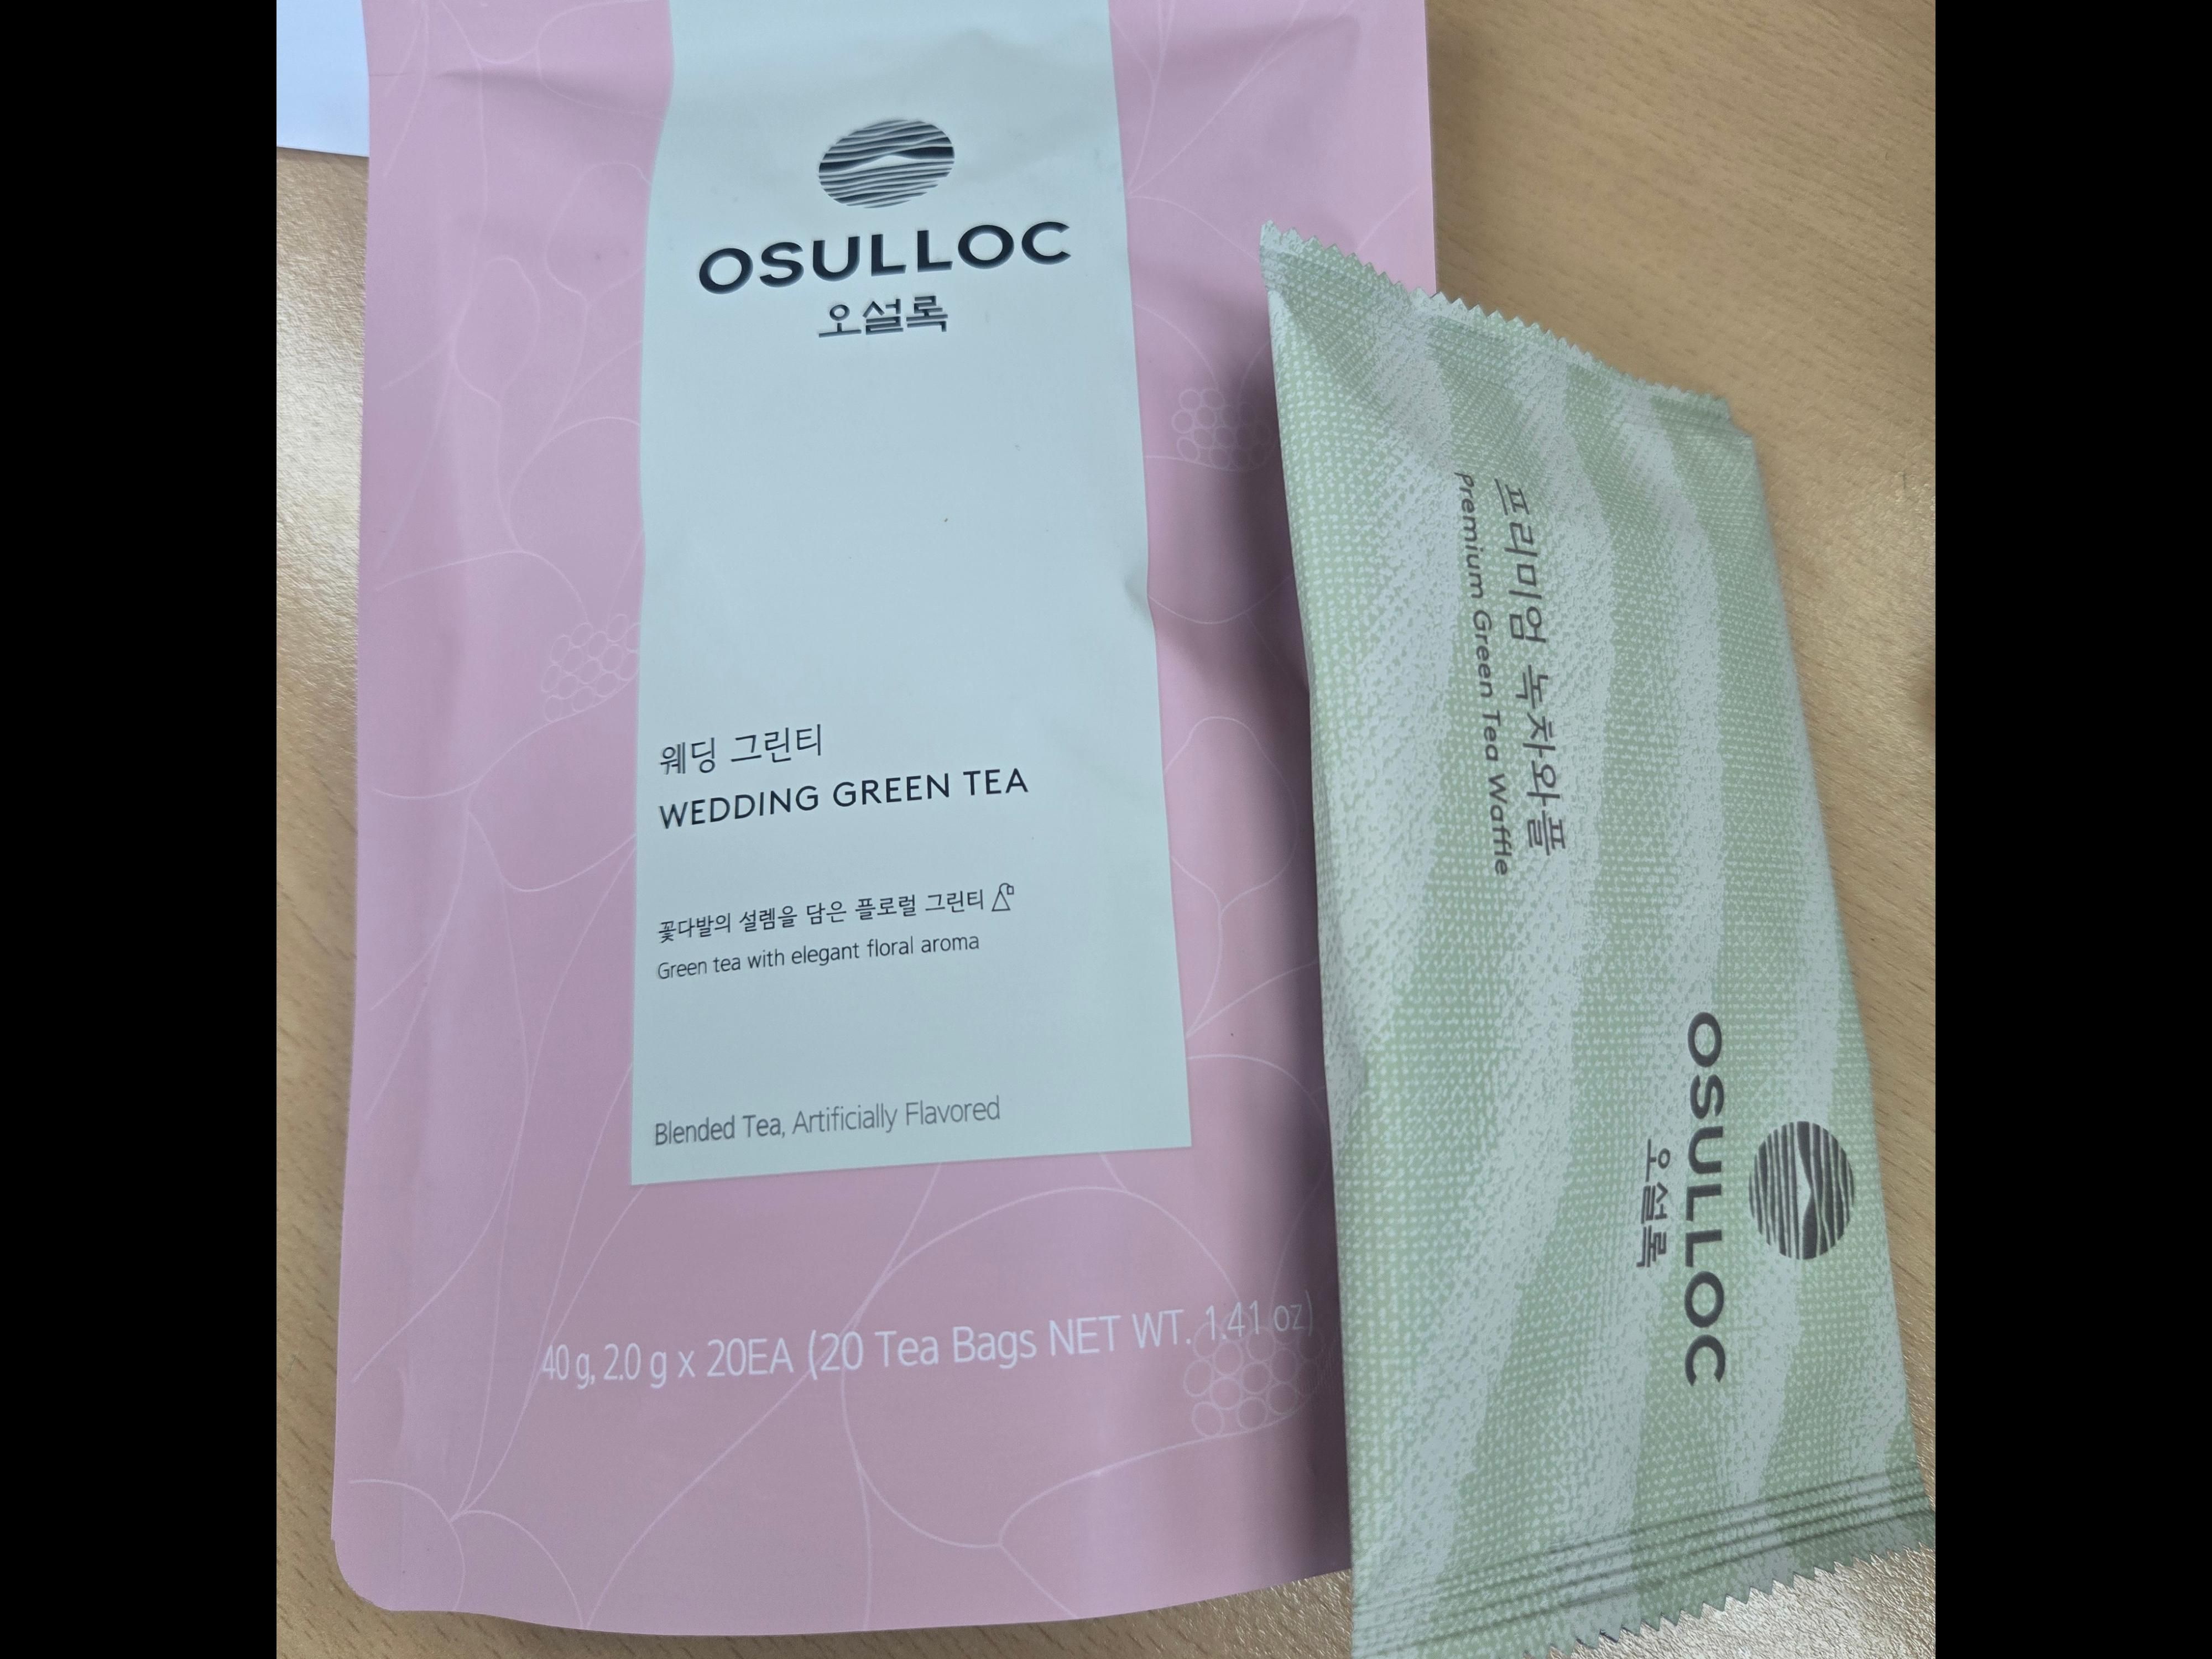 OSULLOC
오설록
웨딩 그린티
WEDDING GREEN TEA
꽃다발의 설렘을 담은 플로럴 그린티
Green tea with elegant floral aroma
Blended Tea, Artificially Flavored
40 g, 2.0 g x 20EA (20 Tea Bags NET WT. 1.41 oz)
프리미엄 녹차와플
Premium Green Tea Waffle
OSULLOC
오설록